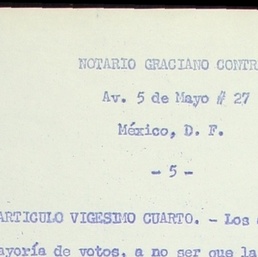 NOTARIO GRACIANO CONTR
Av. 5 de Mayo # 27
México, D. F.
- 5 -
ARTICULO VIGESIMO CUARTO. - Los
ayoría de votos, a no ser que la